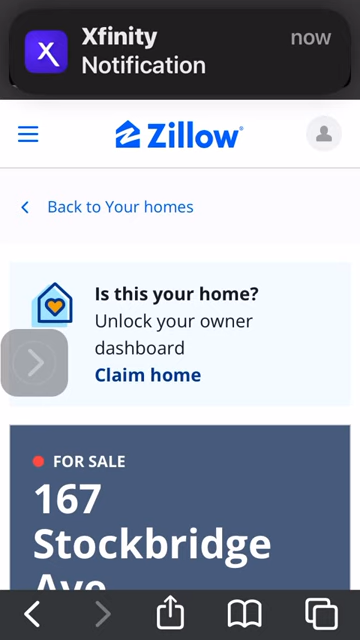 Xfinity
now
Notification
Zillow
Back to Your homes
Is this your home?
Unlock your owner
dashboard
Claim home
FOR SALE
167
Stockbridge
Ave